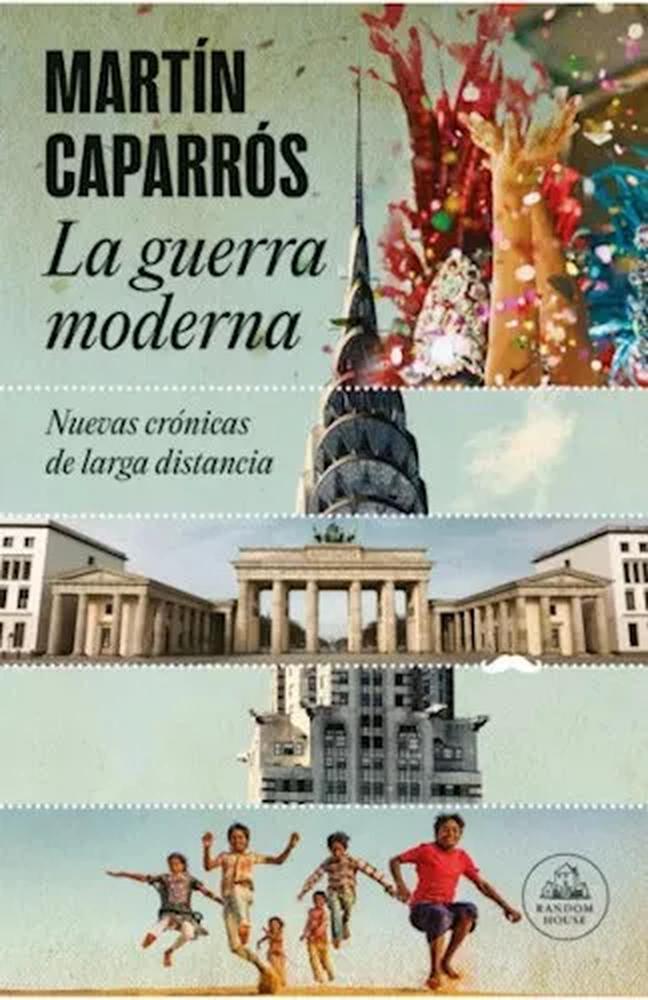 MARTÍN
CAPARRÓS
La guerra
moderna
Nuevas crónicas
de larga distancia
RANDOM
HOUSE